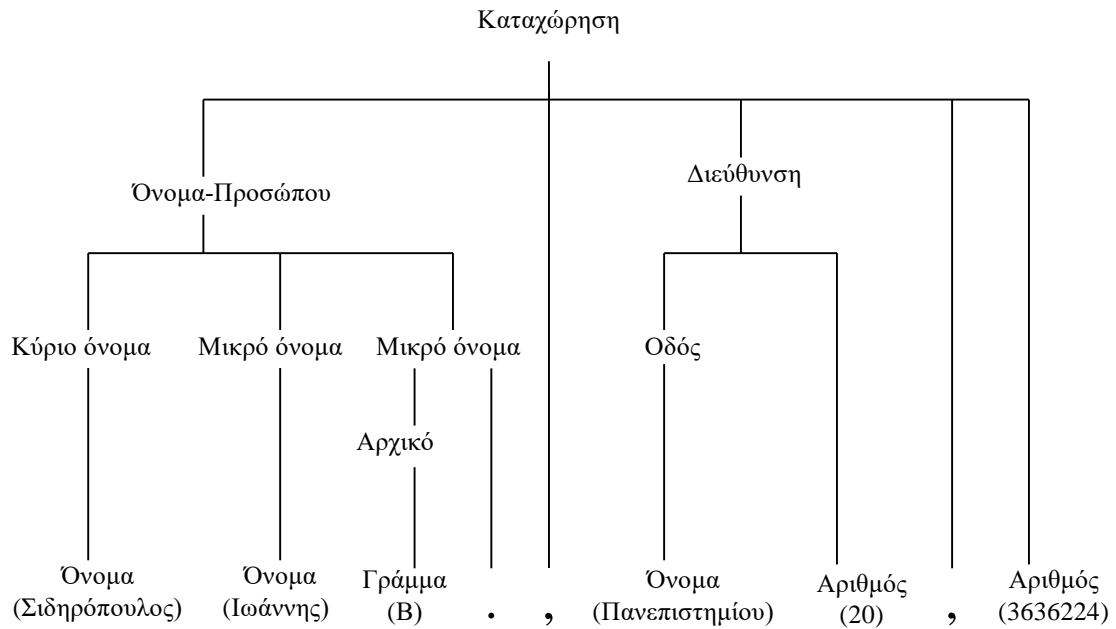 Καταχώρηση
Όνομα-Προσώπου Διεύθυνση
Κύριο όνομα Μικρό όνομα Μικρό όνομα Οδός
Αρχικό
Όνομα Όνομα Γράμμα Όνομα Αριθμός Αριθμός
(Σιδηρόπουλος) (Ιωάννης) (Β) . , (Πανεπιστημίου) (20) , (3636224)